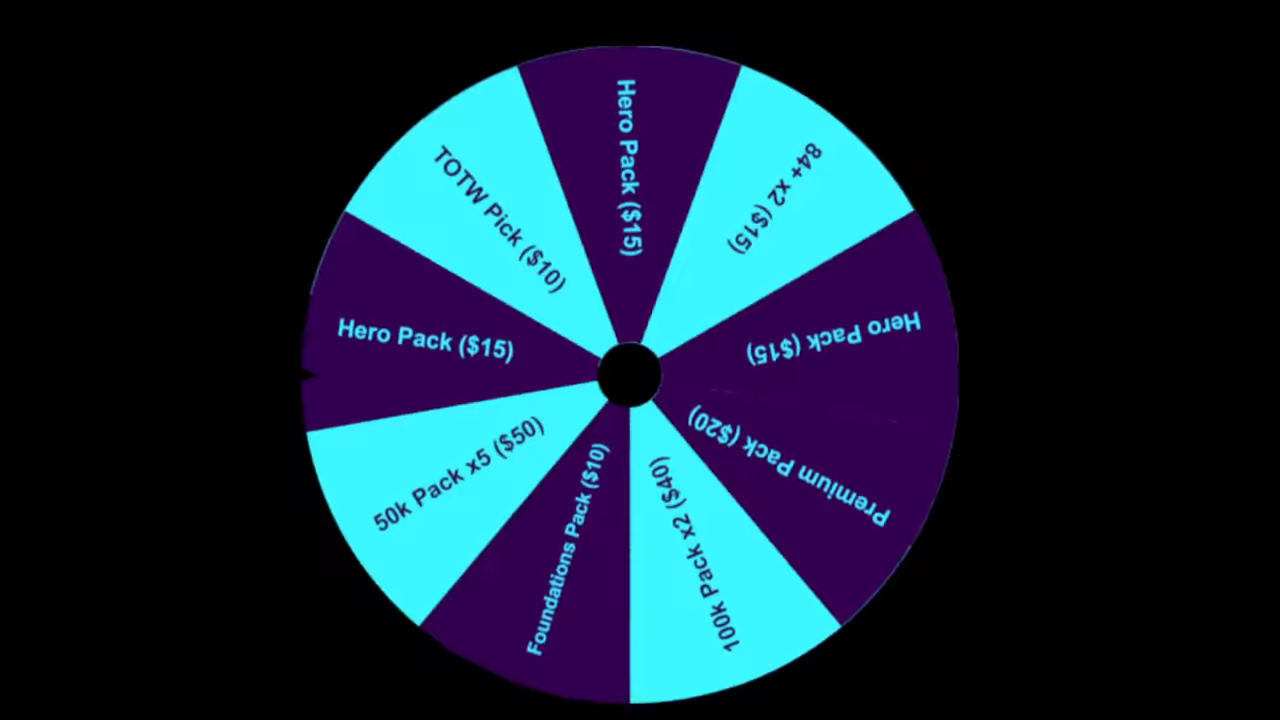 Hero Pack ($15)
84+ x2 ($15)
Hero Pack ($15)
Premium Pack ($20)
100k Pack x2 ($40)
Foundations Pack ($10)
50k Pack x5 ($50)
Hero Pack ($15)
TOTW Pick ($10)